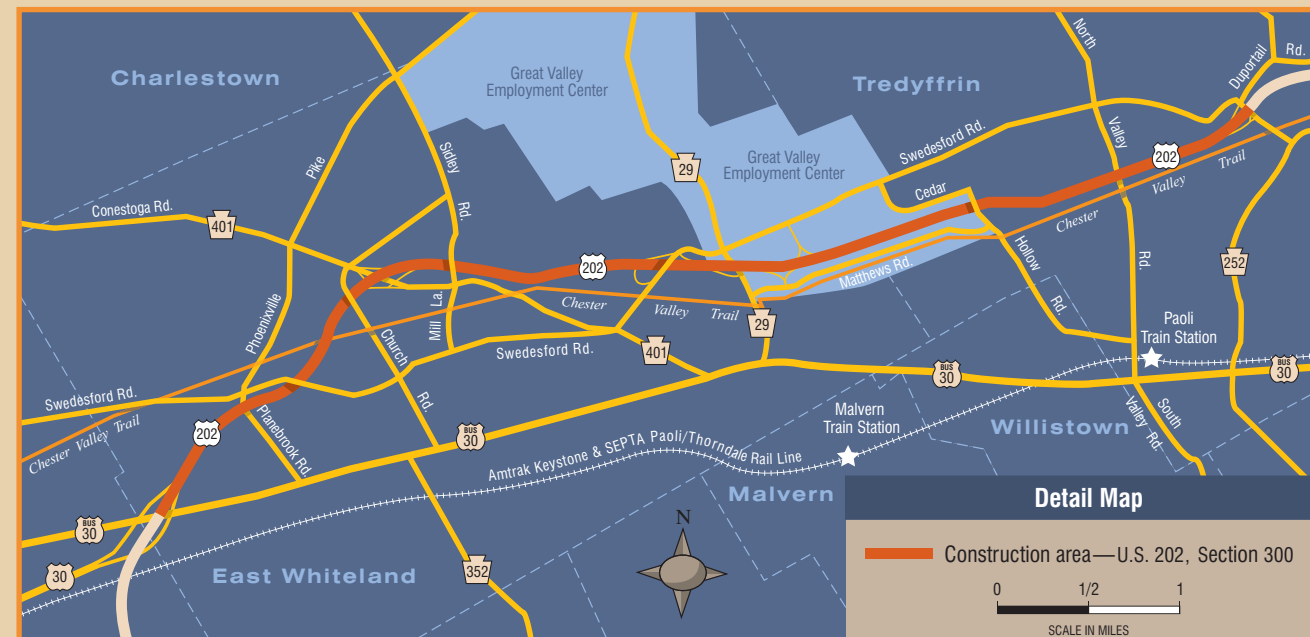 Charlestown
Great Valley
Employment Center
Tredyffrin
North
Duportail
Rd.
Pike
Sidley
Rd.
29
Great Valley
Employment Center
Swedesford Rd.
Valley
202
Chester Valley Trail
Conestoga Rd.
401
Cedar
Hollow
Rd.
202
Matthews Rd.
Rd.
252
Phoenixville
Mill La.
Chester Valley Trail
29
Paoli
Train Station
Church
Rd.
Swedesford Rd.
401
BUS
30
BUS
30
Swedesford Rd.
Chester Valley Trail
202
Planebrook Rd.
BUS
30
Malvern
Train Station
South
Valley Rd.
Willistown
Amtrak Keystone & SEPTA Paoli/Thorndale Rail Line
Malvern
BUS
30
30
East Whiteland
352
N
Detail Map
Construction area—U.S. 202, Section 300
0 1/2 1
SCALE IN MILES